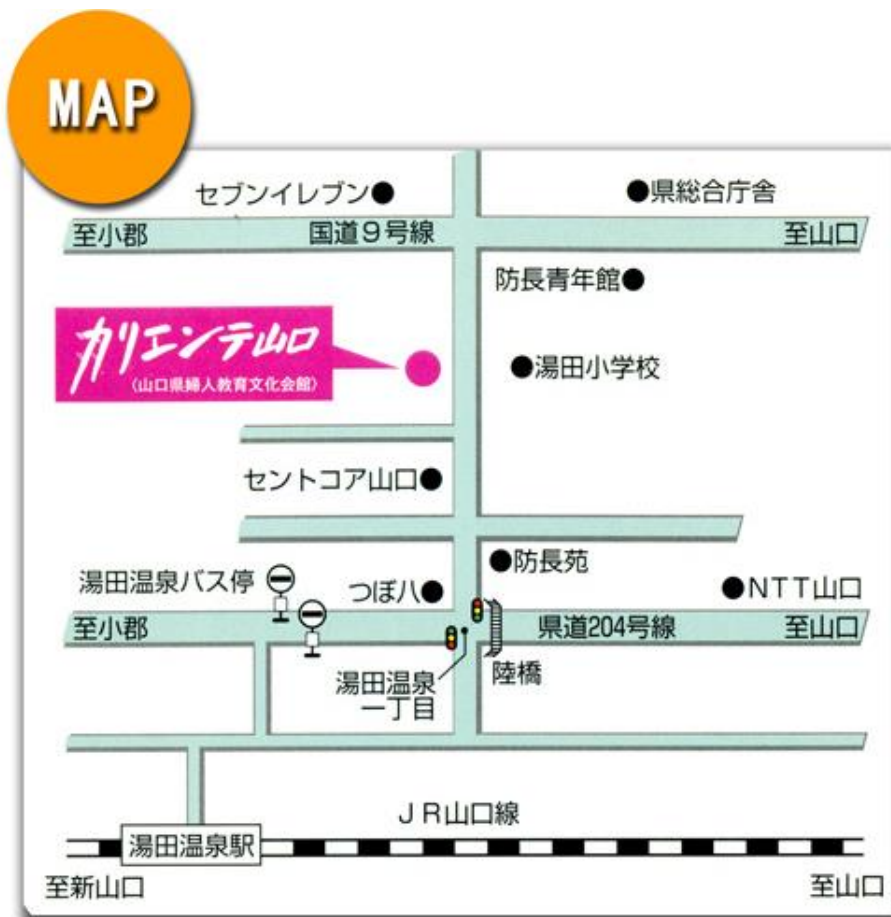 MAP
セブンイレブン
県総合庁舎
至小郡
国道9号線
至山口
防長青年館
カリエンテ山口
(山口県婦人教育文化会館)
湯田小学校
セントコア山口
防長苑
湯田温泉バス停
つぼ八
NTT山口
至小郡
県道204号線
至山口
湯田温泉
一丁目
陸橋
JR山口線
湯田温泉駅
至新山口
至山口